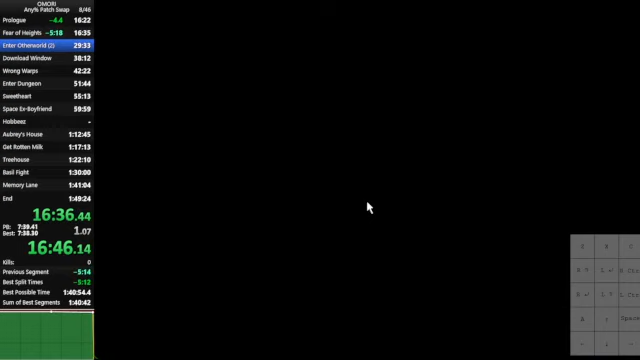 OMORI
Any% Patch Swap 8/46
Prologue -4.4 16:22
Fear of Heights -5:18 16:35
Enter Otherworld (2) 29:33
Download Window 38:12
Wrong Warps 42:22
Enter Dungeon 51:44
Sweetheart 55:13
Space Ex-Boyfriend 59:59
Hobbeez -
Aubrey's House 1:12:45
Get Rotten Milk 1:17:13
Treehouse 1:22:10
Basil Fight 1:30:00
Memory Lane 1:41:04
End 1:49:24
16:36.44
PB: 7:39.41
Best: 7:38.30 1.07
16:46.14
Kills: 0
Previous Segment -5:14
Best Split Times -5:12
Best Possible Time 1:40:54.4
Sum of Best Segments 1:40:42
Space